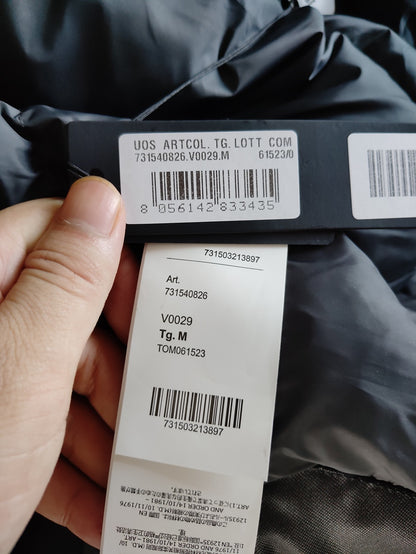 UOS ARTCOL. TG. LOTT COM
731540826.V0029.M 61523/0
8 056142 833435
731503213897
Art.
731540826
V0029
Tg. M
TOM061523
731503213897